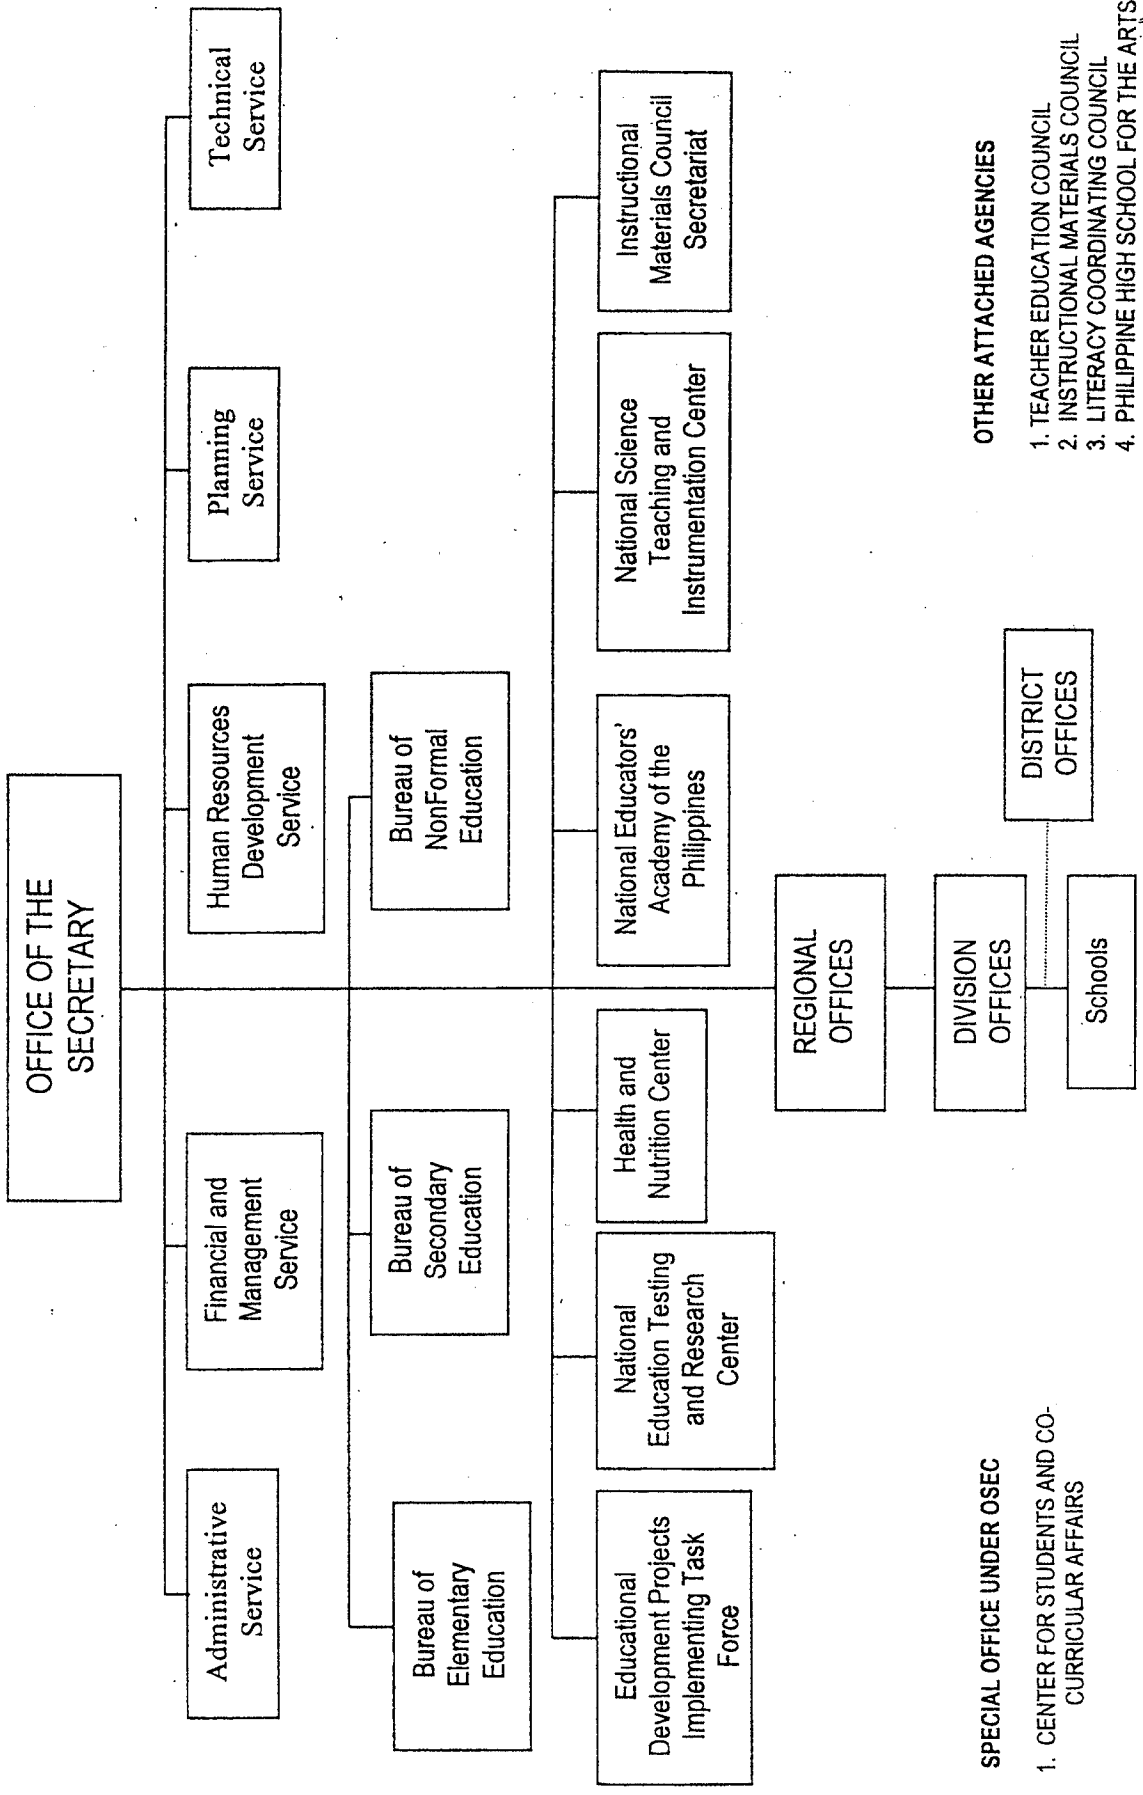 OFFICE OF THE
SECRETARY
Administrative
Service
Financial and
Management
Service
Human Resources
Development
Service
Planning
Service
Technical
Service
Bureau of
Elementary
Education
Bureau of
Secondary
Education
Bureau of
NonFormal
Education
Educational
Development Projects
Implementing Task
Force
National
Education Testing
and Research
Center
Health and
Nutrition Center
National Educators'
Academy of the
Philippines
National Science
Teaching and
Instrumentation Center
Instructional
Materials Council
Secretariat
REGIONAL
OFFICES
DIVISION
OFFICES
DISTRICT
OFFICES
Schools
SPECIAL OFFICE UNDER OSEC
1. CENTER FOR STUDENTS AND CO-
CURRICULAR AFFAIRS
OTHER ATTACHED AGENCIES
1. TEACHER EDUCATION COUNCIL
2. INSTRUCTIONAL MATERIALS COUNCIL
3. LITERACY COORDINATING COUNCIL
4. PHILIPPINE HIGH SCHOOL FOR THE ARTS